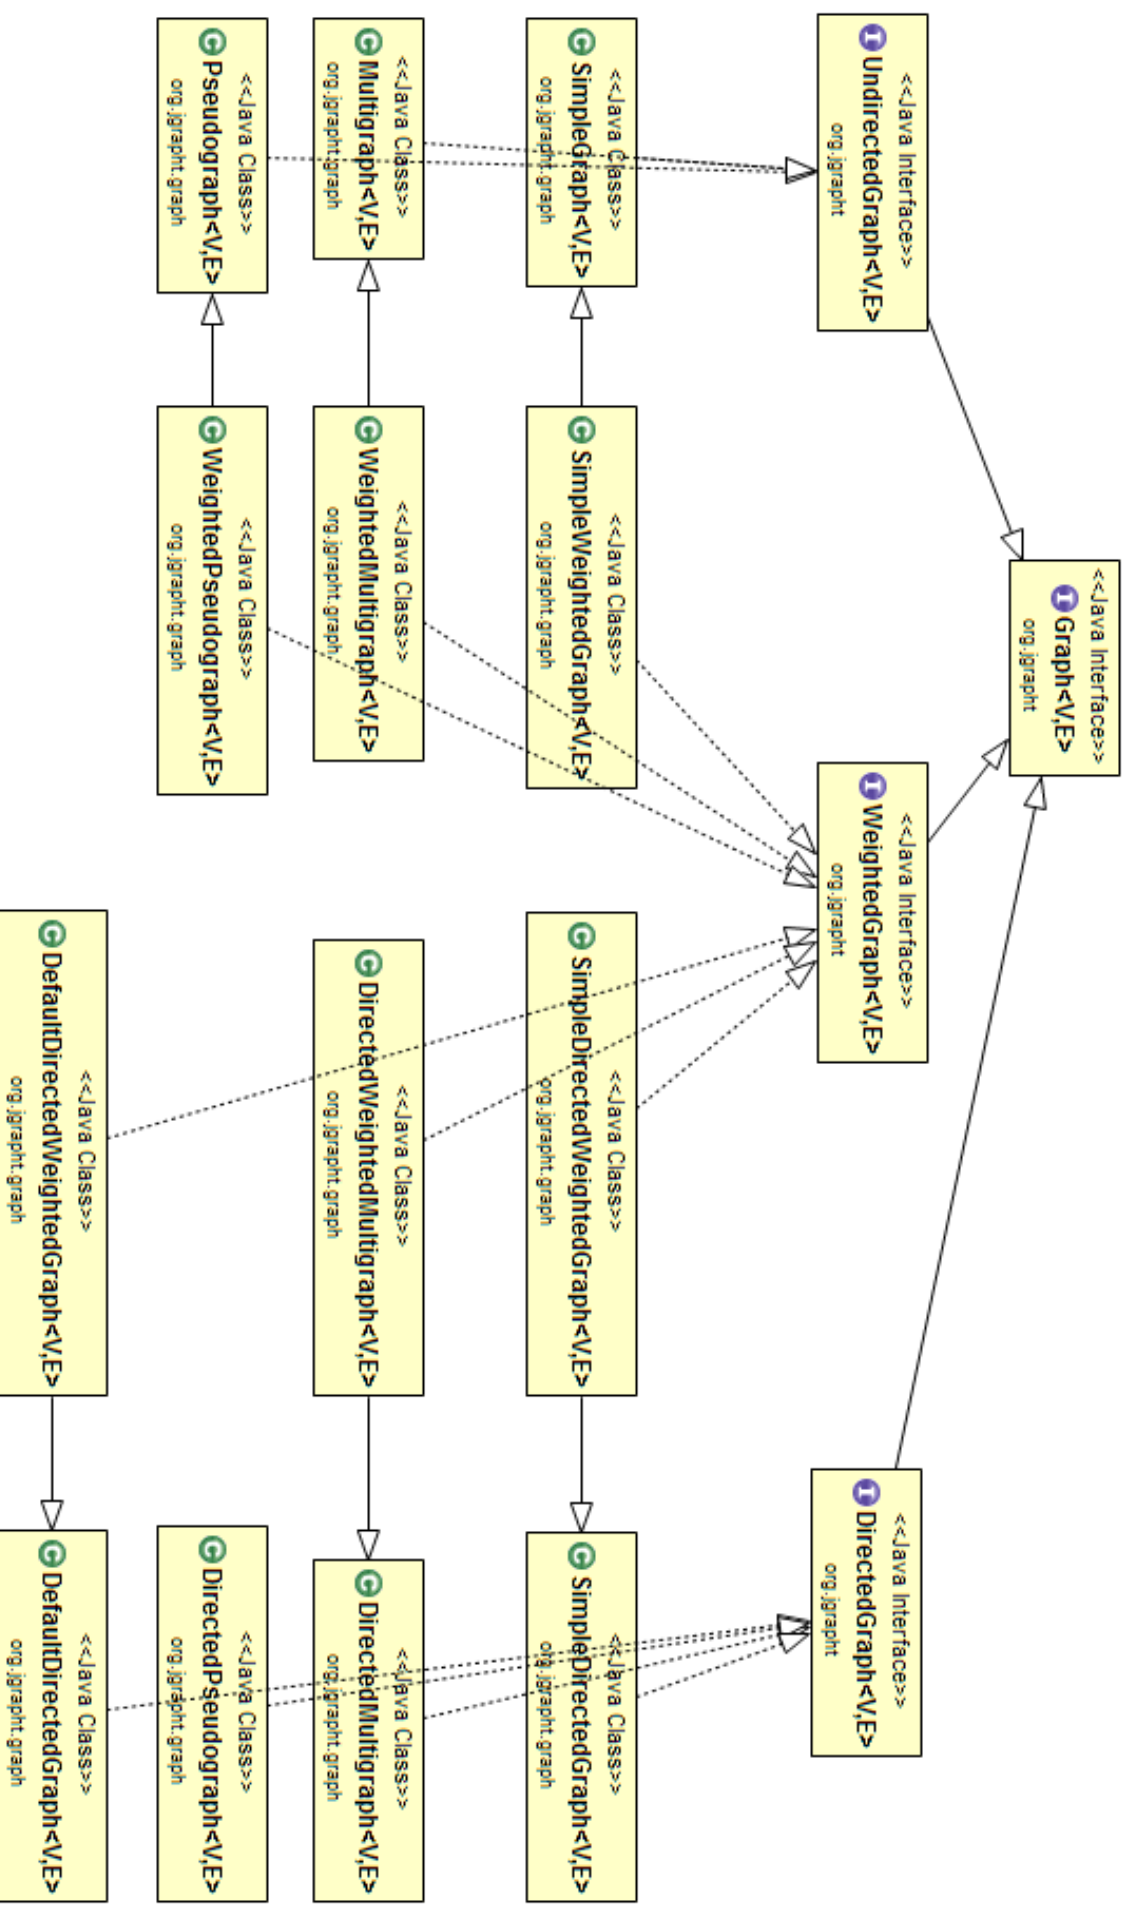 <<Java Interface>>
Graph<V,E>
org.jgrapht
<<Java Interface>>
UndirectedGraph<V,E>
org.jgrapht
<<Java Interface>>
WeightedGraph<V,E>
org.jgrapht
<<Java Interface>>
DirectedGraph<V,E>
org.jgrapht
<<Java Class>>
SimpleGraph<V,E>
org.jgrapht.graph
<<Java Class>>
SimpleWeightedGraph<V,E>
org.jgrapht.graph
<<Java Class>>
SimpleDirectedWeightedGraph<V,E>
org.jgrapht.graph
<<Java Class>>
SimpleDirectedGraph<V,E>
org.jgrapht.graph
<<Java Class>>
Multigraph<V,E>
org.jgrapht.graph
<<Java Class>>
WeightedMultigraph<V,E>
org.jgrapht.graph
<<Java Class>>
DirectedWeightedMultigraph<V,E>
org.jgrapht.graph
<<Java Class>>
DirectedMultigraph<V,E>
org.jgrapht.graph
<<Java Class>>
Pseudograph<V,E>
org.jgrapht.graph
<<Java Class>>
WeightedPseudograph<V,E>
org.jgrapht.graph
<<Java Class>>
DirectedPseudograph<V,E>
org.jgrapht.graph
<<Java Class>>
DefaultDirectedWeightedGraph<V,E>
org.jgrapht.graph
<<Java Class>>
DefaultDirectedGraph<V,E>
org.jgrapht.graph